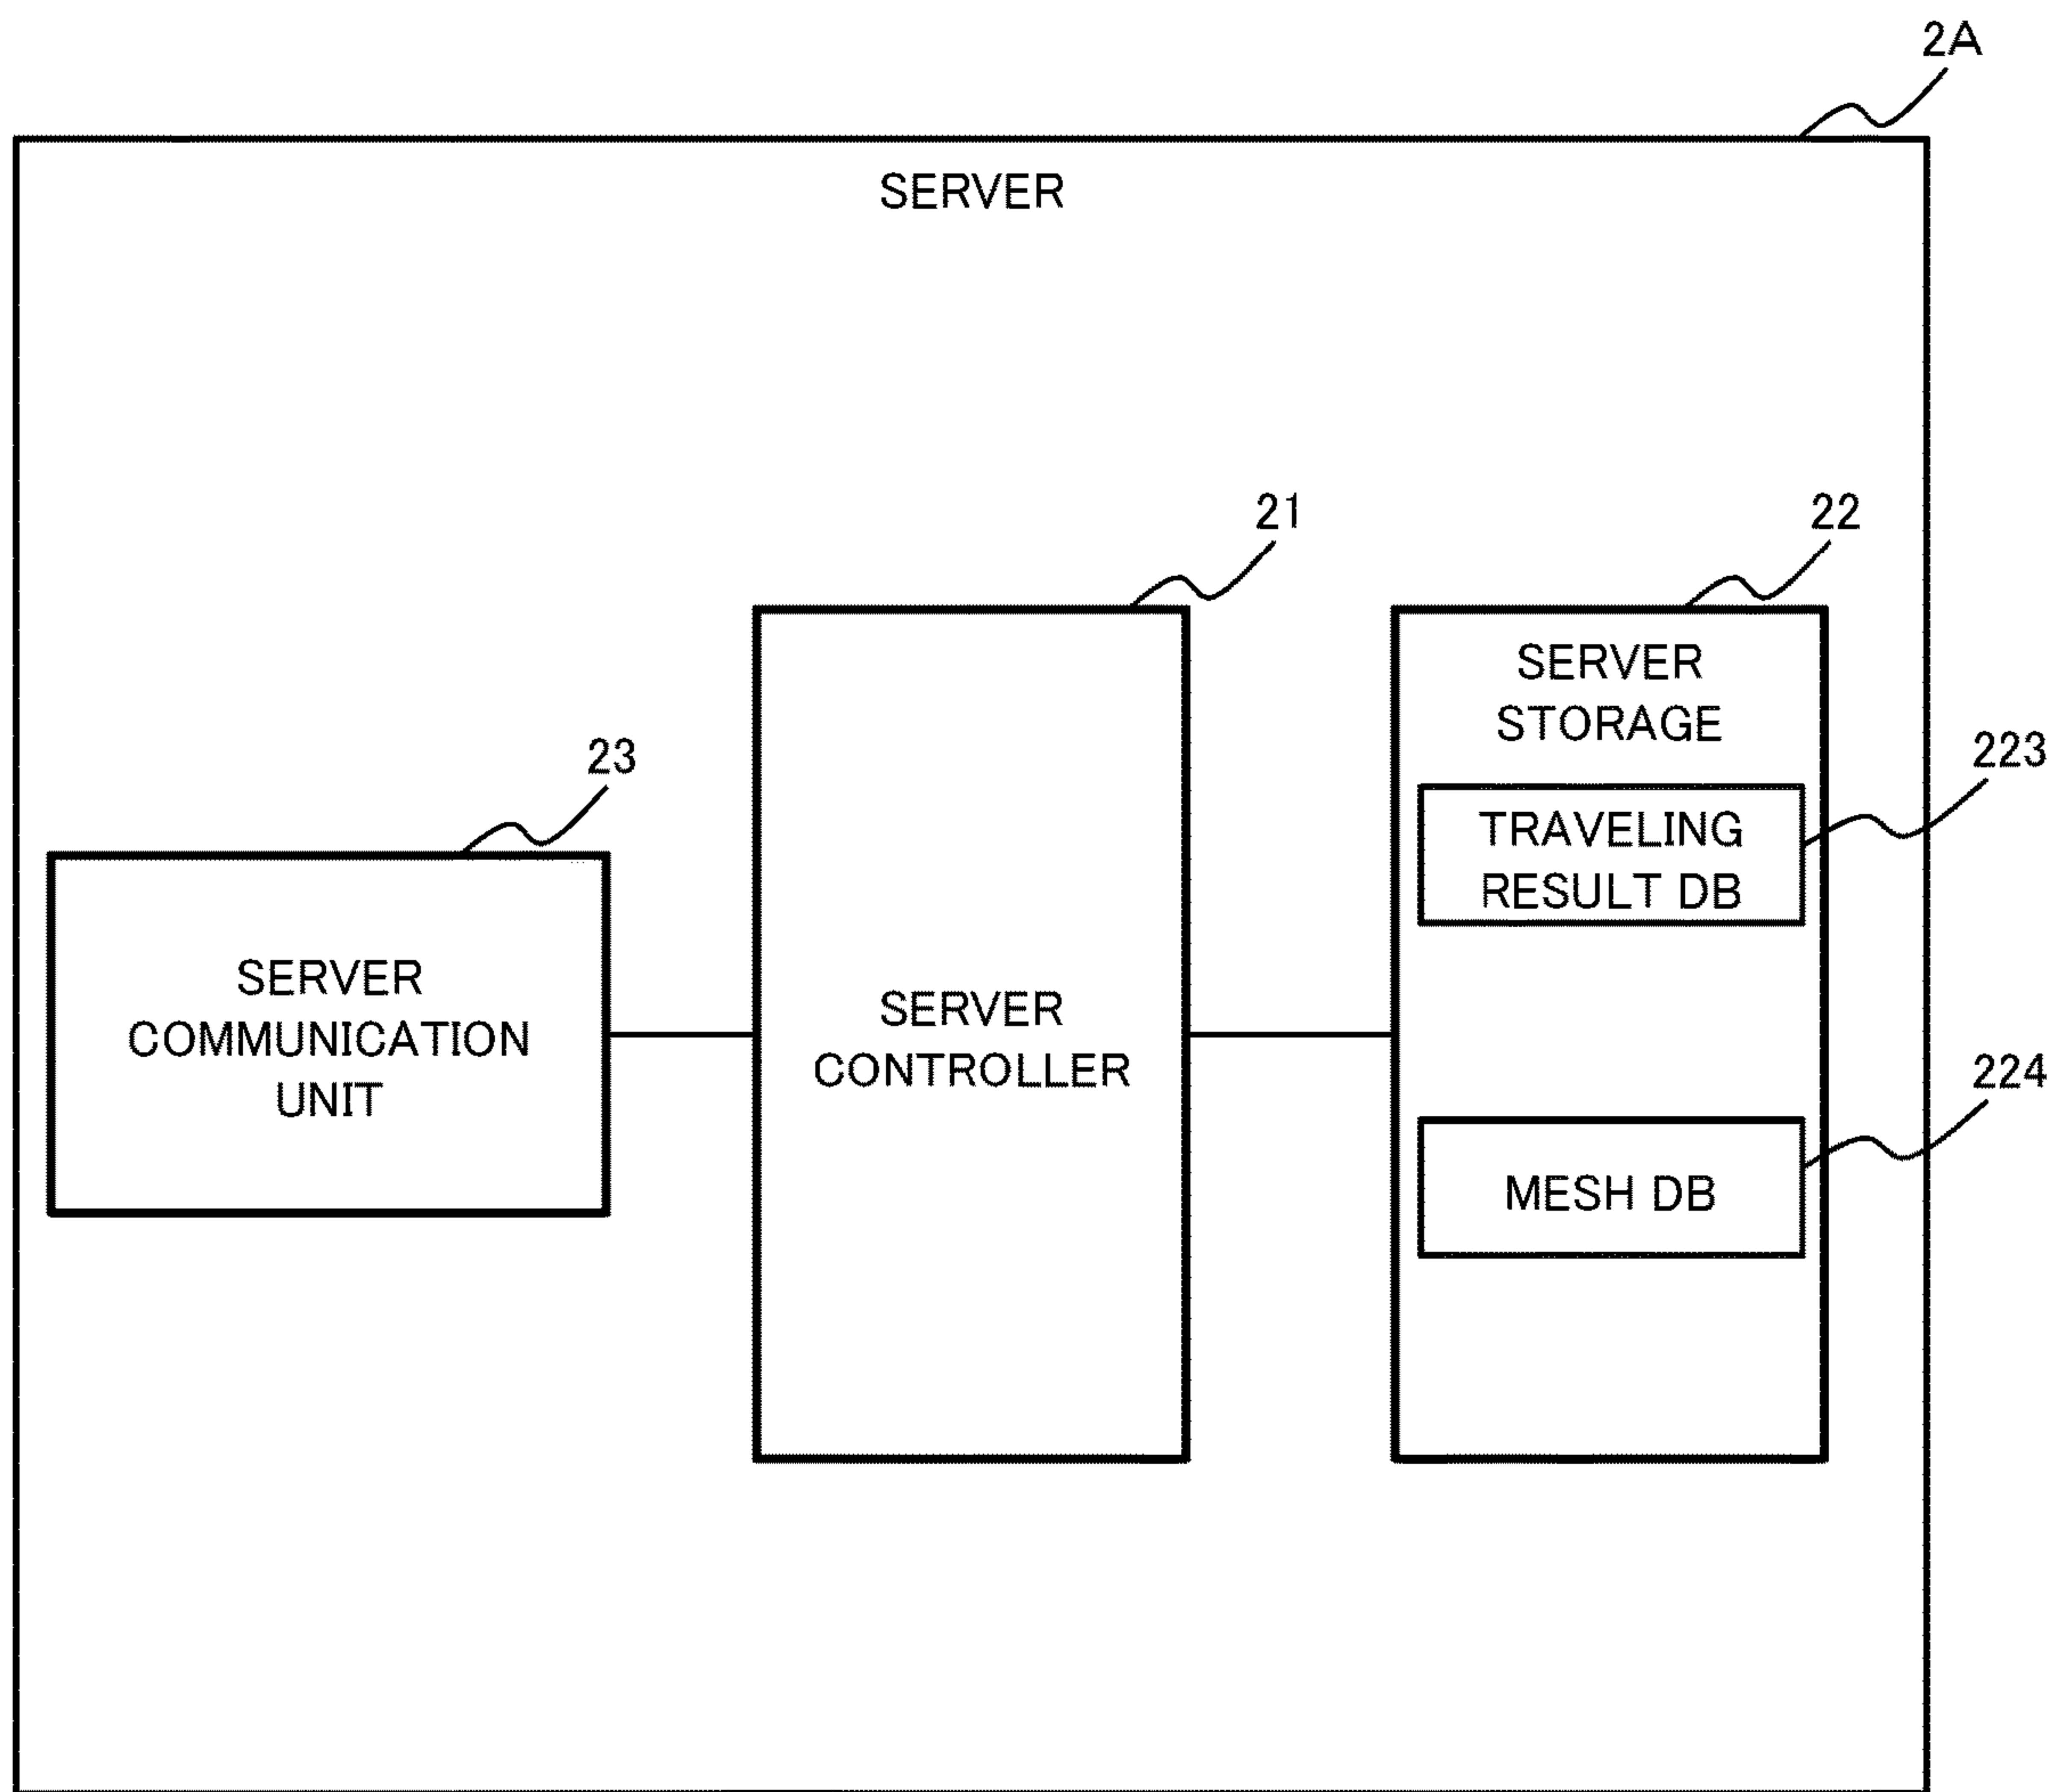 2A
SERVER
21
22
SERVER
STORAGE
23
223
TRAVELING
RESULT DB
SERVER
COMMUNICATION
UNIT
SERVER
CONTROLLER
224
MESH DB